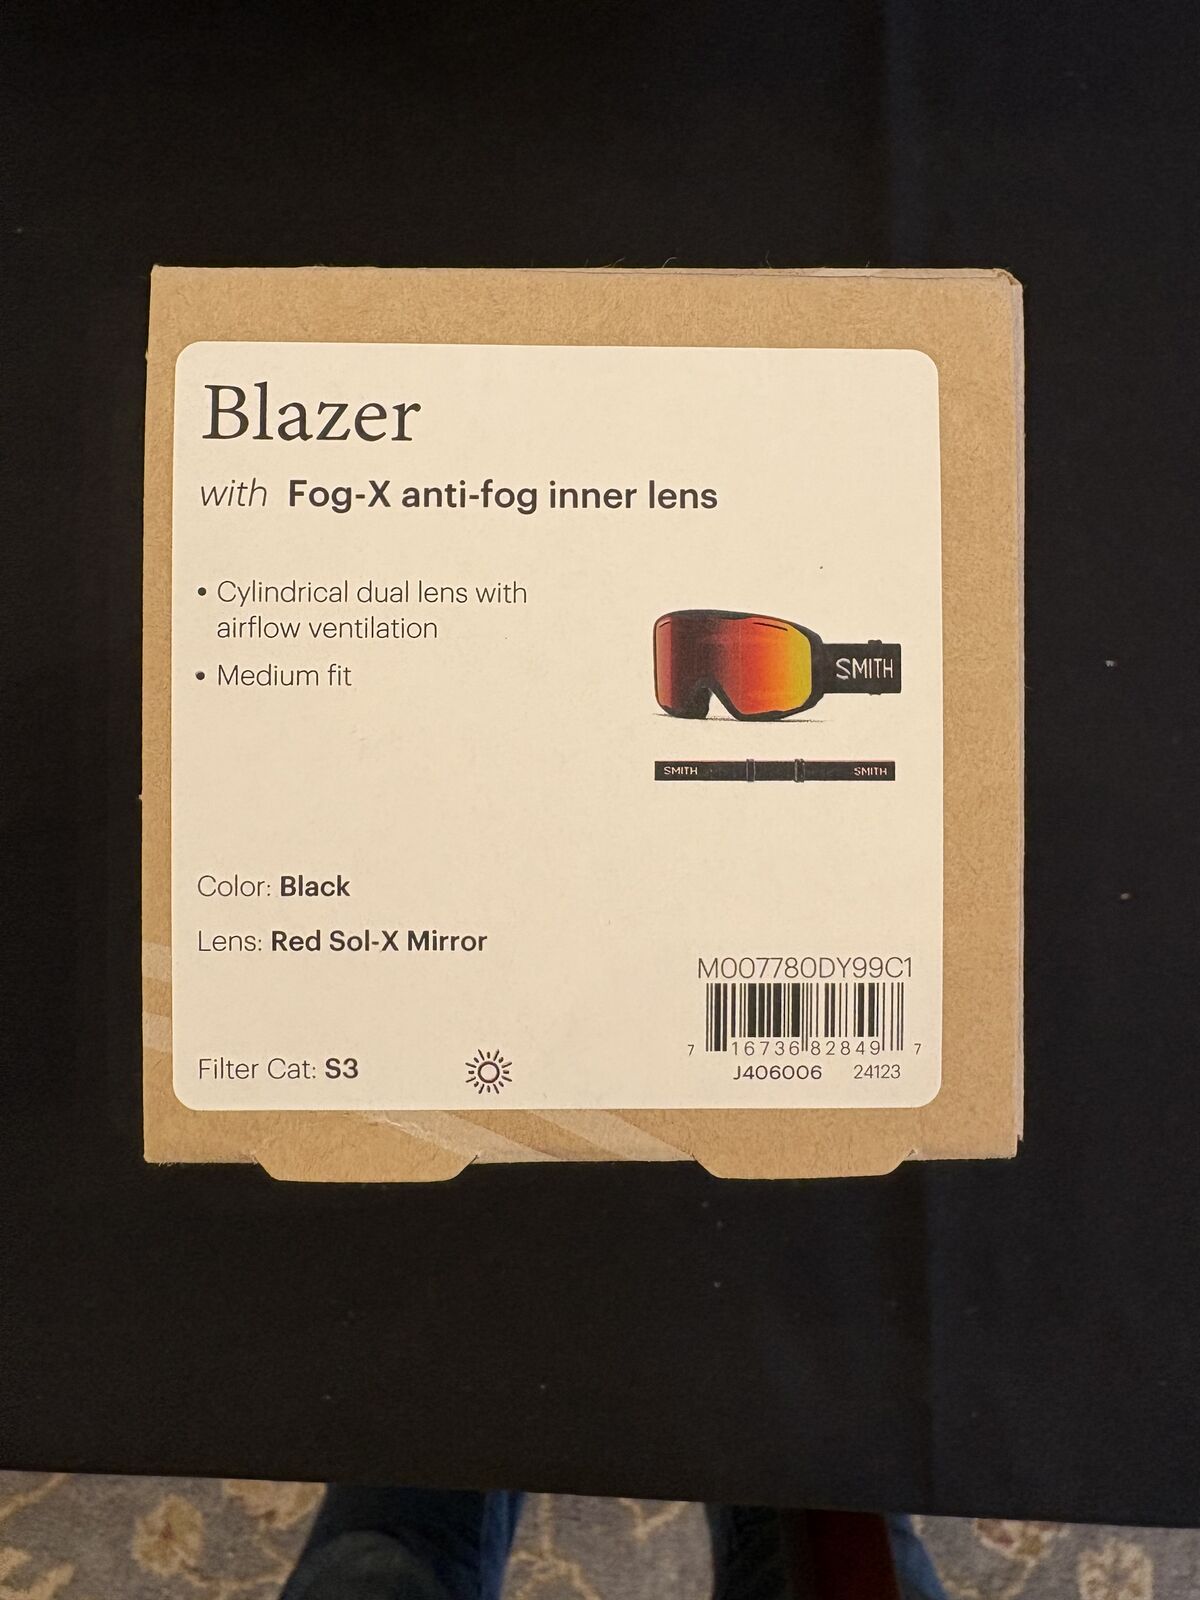 Blazer
with Fog-X anti-fog inner lens
• Cylindrical dual lens with
airflow ventilation
• Medium fit
SMITH
SMITH SMITH
Color: Black
Lens: Red Sol-X Mirror
M007780DY99C1
7 16736 82849 7
J406006 24123
Filter Cat: S3